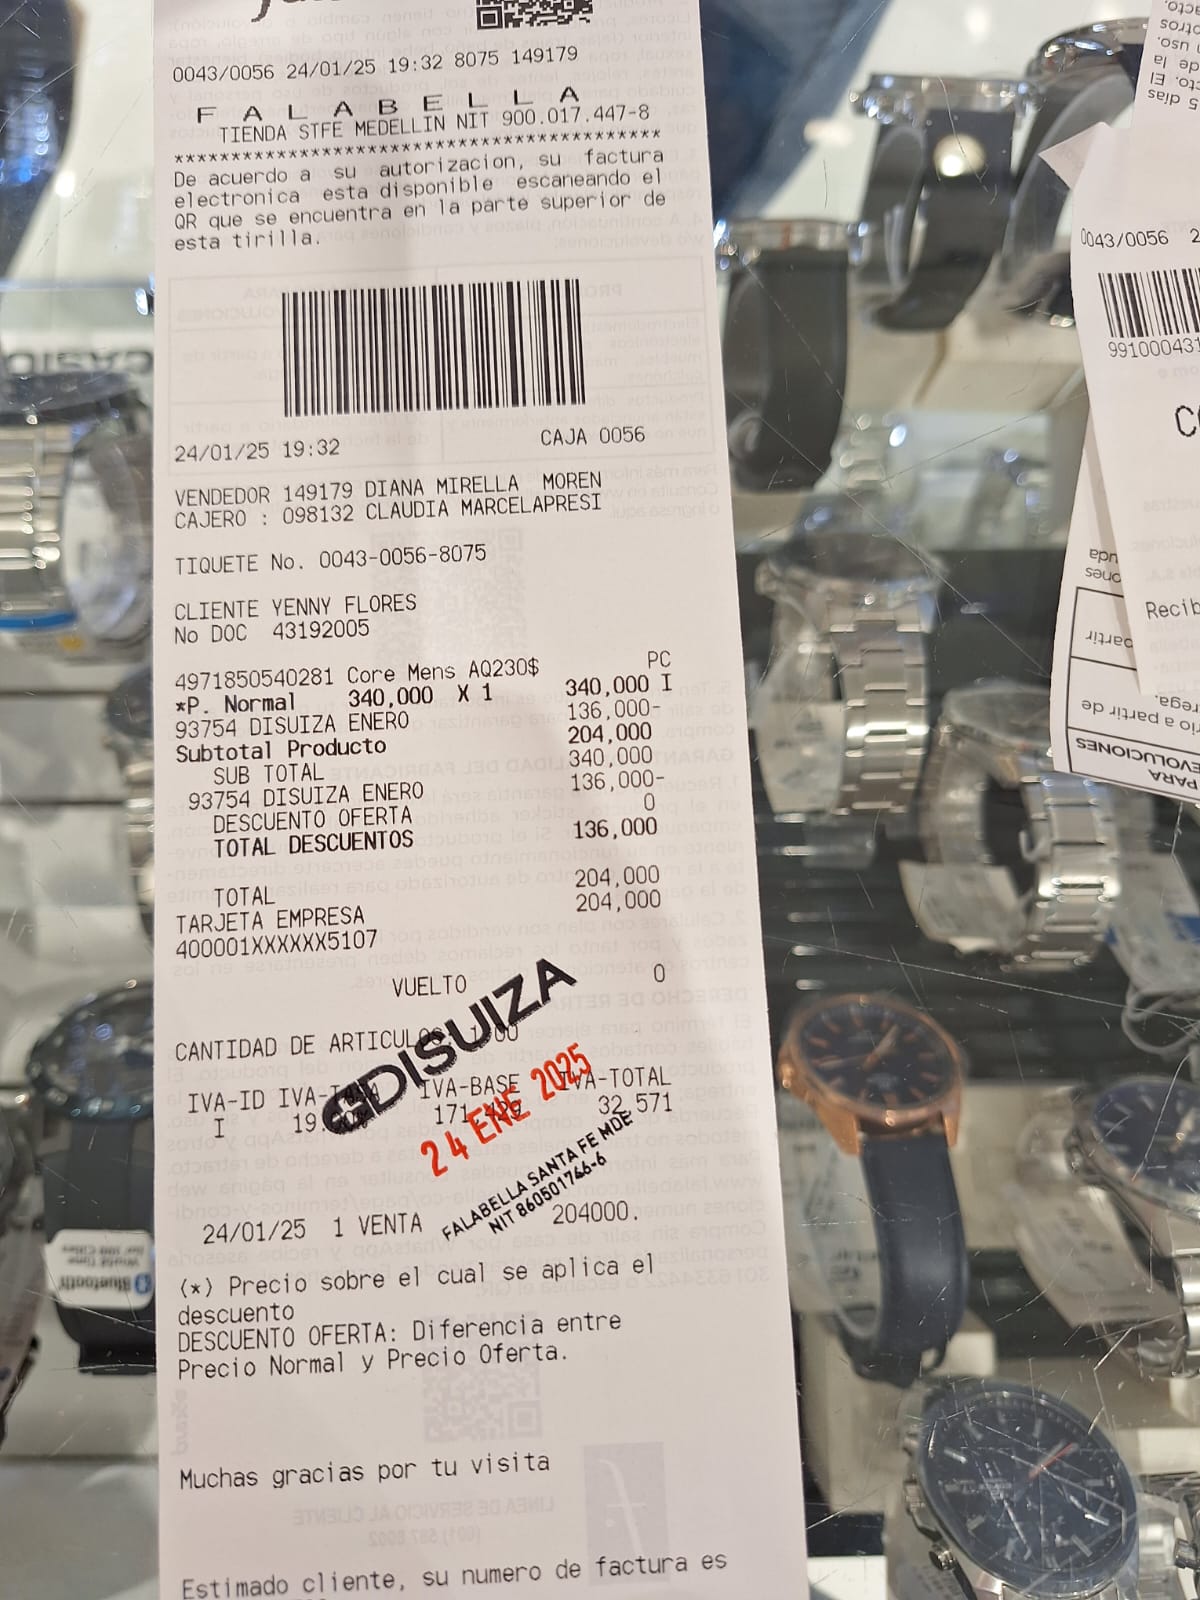 0043/0056 24/01/25 19:32 8075 149179
FALABELLA
TIENDA STFE MEDELLIN NIT 900.017.447-8
******************************************
De acuerdo a su autorizacion, su factura
electronica esta disponible escaneando el
QR que se encuentra en la parte superior de
esta tirilla.
24/01/25 19:32 CAJA 0056
VENDEDOR 149179 DIANA MIRELLA MOREN
CAJERO : 098132 CLAUDIA MARCELAPRESI
TIQUETE No. 0043-0056-8075
CLIENTE YENNY FLORES
No DOC 43192005
4971850540281 Core Mens AQ230$ PC
*P. Normal 340,000 X 1 340,000 I
93754 DISUIZA ENERO 136,000-
Subtotal Producto 204,000
SUB TOTAL 340,000
93754 DISUIZA ENERO 136,000-
DESCUENTO OFERTA 0
TOTAL DESCUENTOS 136,000
TOTAL 204,000
TARJETA EMPRESA 204,000
400001XXXXXX5107
VUELTO 0
CANTIDAD DE ARTICULOS
DISUIZA
IVA-ID IVA-BASE IVA-TOTAL
I 19. 171, 32,571
24 ENE 2025
FALABELLA SANTA FE MDE
NIT 860501766-6
24/01/25 1 VENTA 204000.
(*) Precio sobre el cual se aplica el
descuento
DESCUENTO OFERTA: Diferencia entre
Precio Normal y Precio Oferta.
Muchas gracias por tu visita
Estimado cliente, su numero de factura es
0043/0056 2
991000431
Recib
CASIO
Bluetooth